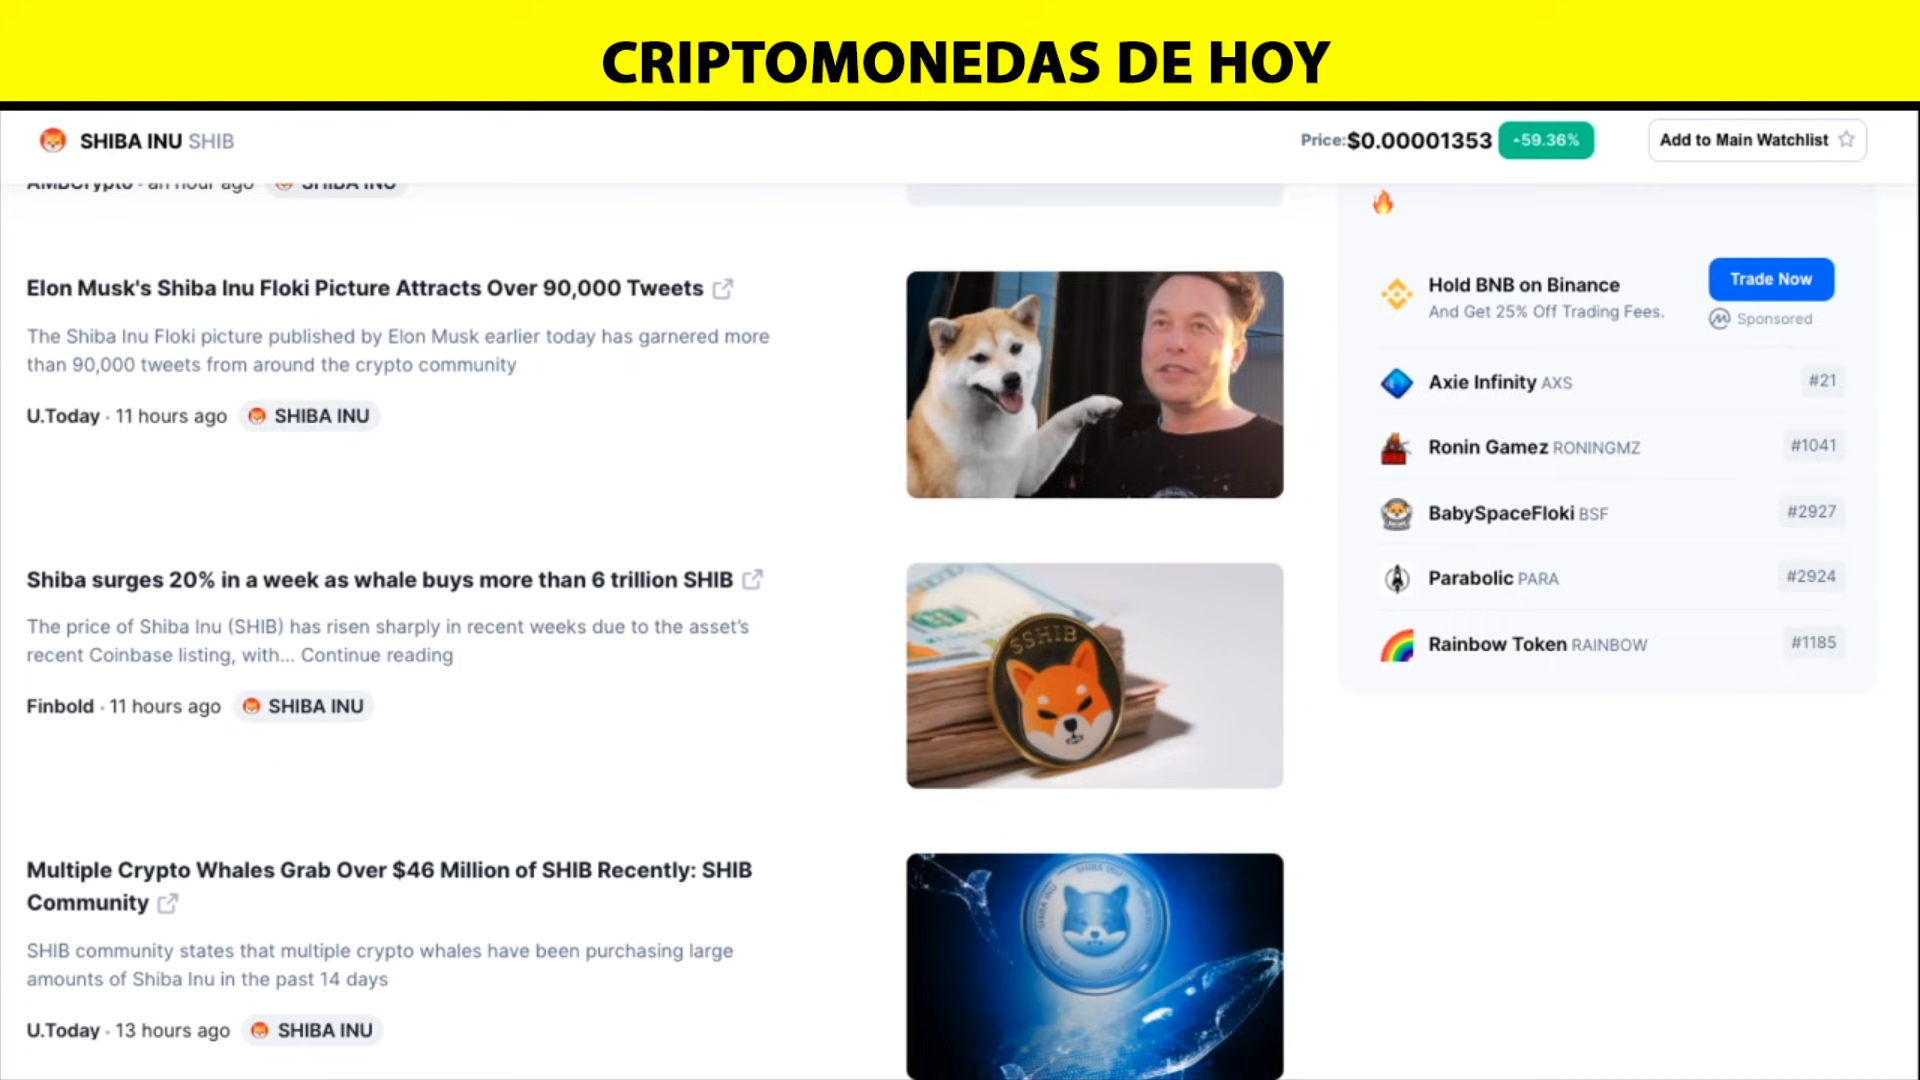 CRIPTOMONEDAS DE HOY
SHIBA INU SHIB
Price:$0.00001353
59.36%
Add to Main Watchlist
AMBCrypto · an hour ago SHIBA INU
Elon Musk's Shiba Inu Floki Picture Attracts Over 90,000 Tweets
The Shiba Inu Floki picture published by Elon Musk earlier today has garnered more
than 90,000 tweets from around the crypto community
U.Today · 11 hours ago SHIBA INU
Shiba surges 20% in a week as whale buys more than 6 trillion SHIB
The price of Shiba Inu (SHIB) has risen sharply in recent weeks due to the asset’s
recent Coinbase listing, with... Continue reading
Finbold · 11 hours ago SHIBA INU
$SHIB
Multiple Crypto Whales Grab Over $46 Million of SHIB Recently: SHIB
Community
SHIB community states that multiple crypto whales have been purchasing large
amounts of Shiba Inu in the past 14 days
U.Today · 13 hours ago SHIBA INU
SHIBA INU
Hold BNB on Binance
And Get 25% Off Trading Fees.
Trade Now
Sponsored
Axie Infinity AXS #21
Ronin Gamez RONINGMZ #1041
BabySpaceFloki BSF #2927
Parabolic PARA #2924
Rainbow Token RAINBOW #1185